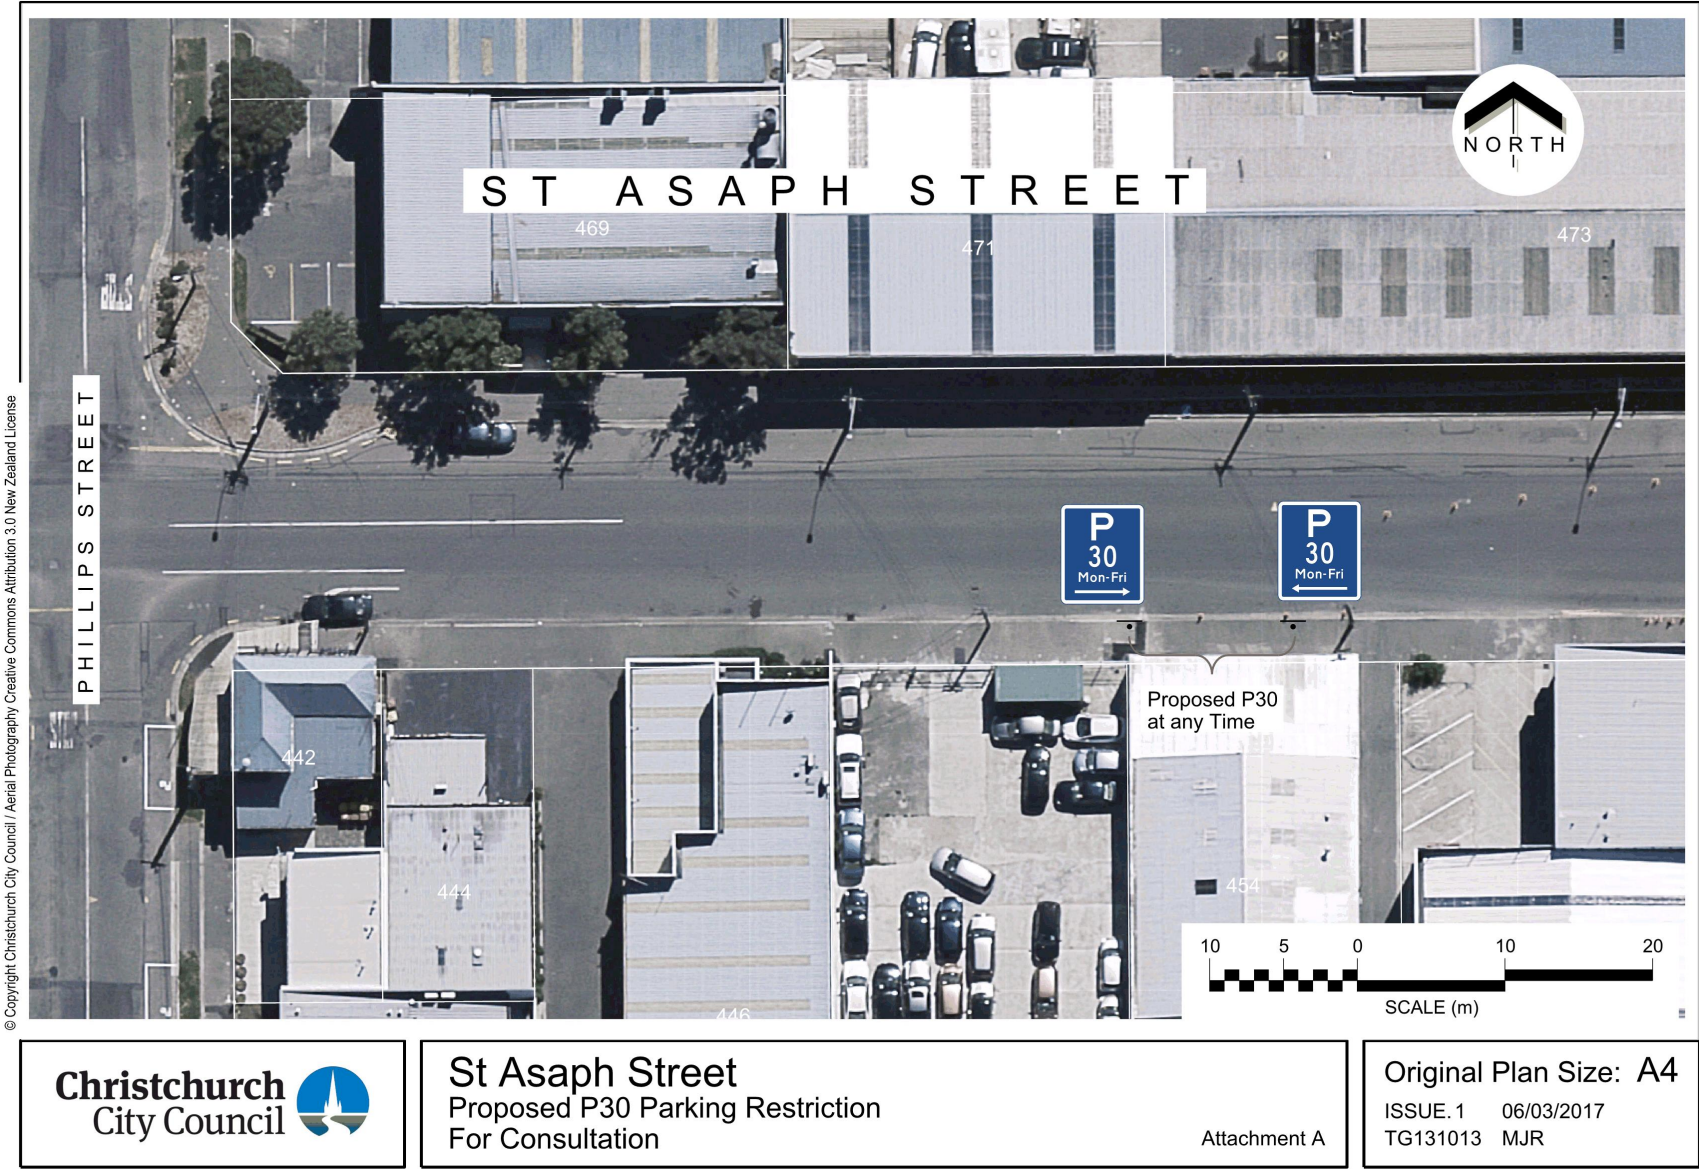 NORTH
ST ASAPH STREET
469
471
473
STOP
PHILLIPS STREET
© Copyright Christchurch City Council / Aerial Photography Creative Commons Attribution 3.0 New Zealand License
P
30
Mon-Fri
P
30
Mon-Fri
Proposed P30
at any Time
442
444
446
454
10 5 0 10 20
SCALE (m)
Christchurch
City Council
St Asaph Street
Proposed P30 Parking Restriction
For Consultation
Attachment A
Original Plan Size: A4
ISSUE.1 06/03/2017
TG131013 MJR